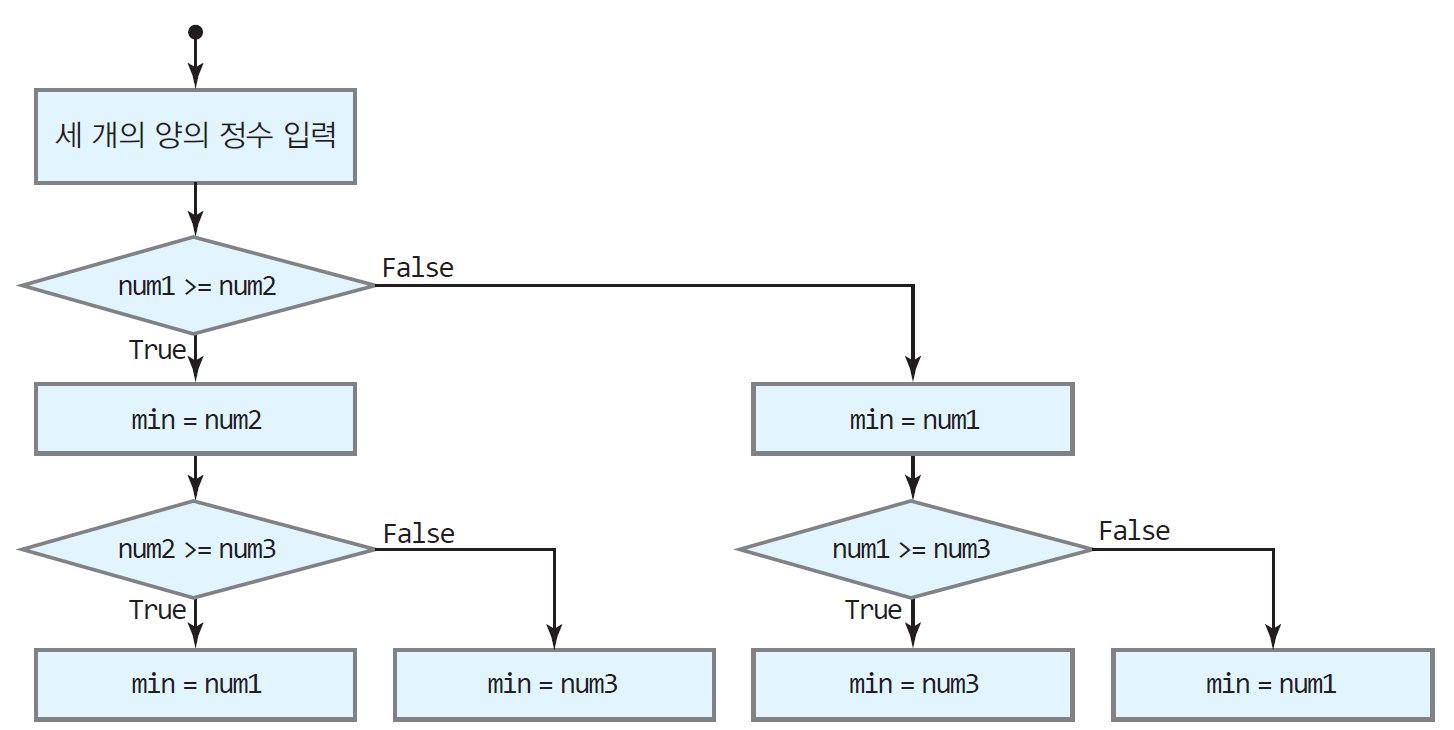 세 개의 양의 정수 입력
num1 >= num2
False
True
min = num2
min = num1
num2 >= num3
False
num1 >= num3
False
True
True
min = num1
min = num3
min = num3
min = num1